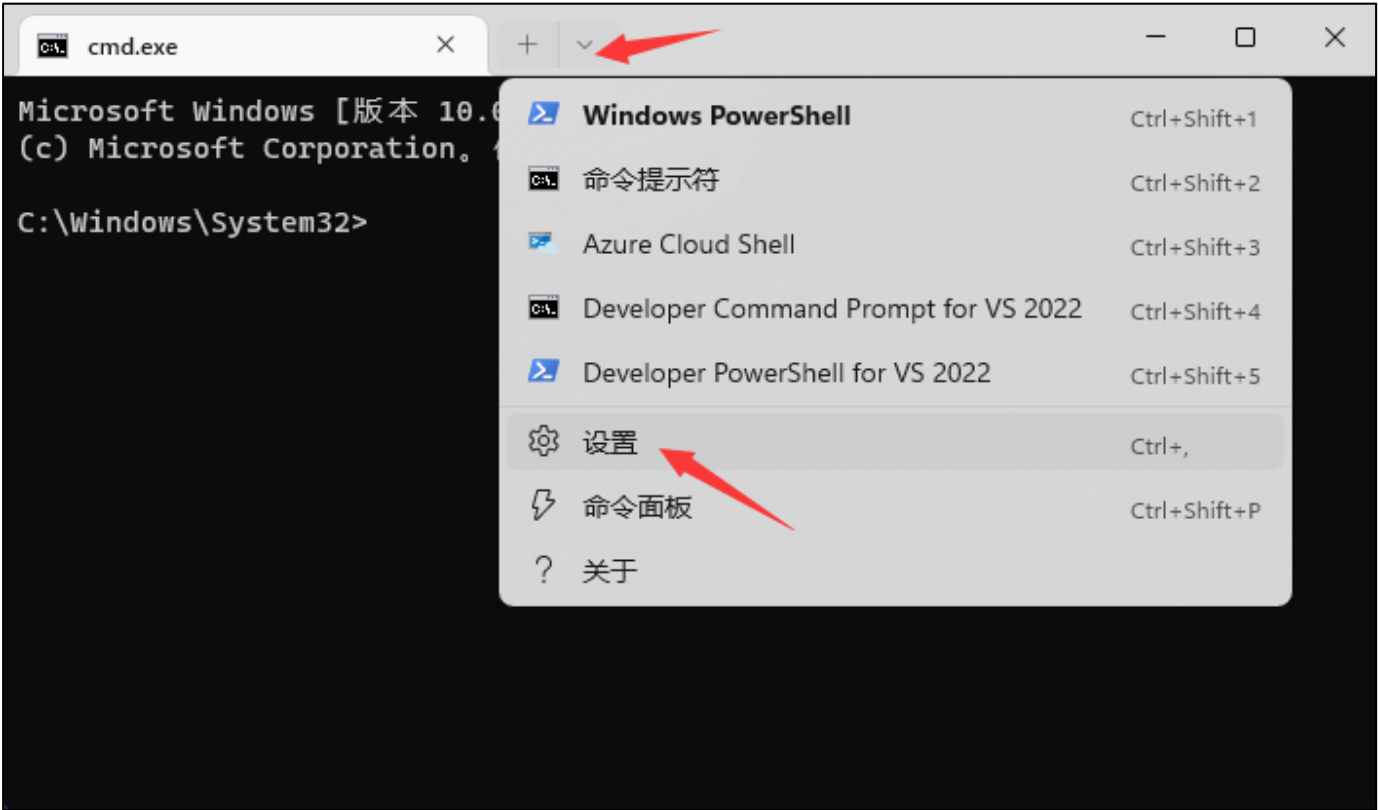 cmd.exe
Microsoft Windows [版本 10.
(c) Microsoft Corporation。
C:\Windows\System32>
Windows PowerShell Ctrl+Shift+1
命令提示符 Ctrl+Shift+2
Azure Cloud Shell Ctrl+Shift+3
Developer Command Prompt for VS 2022 Ctrl+Shift+4
Developer PowerShell for VS 2022 Ctrl+Shift+5
设置 Ctrl+,
命令面板 Ctrl+Shift+P
关于